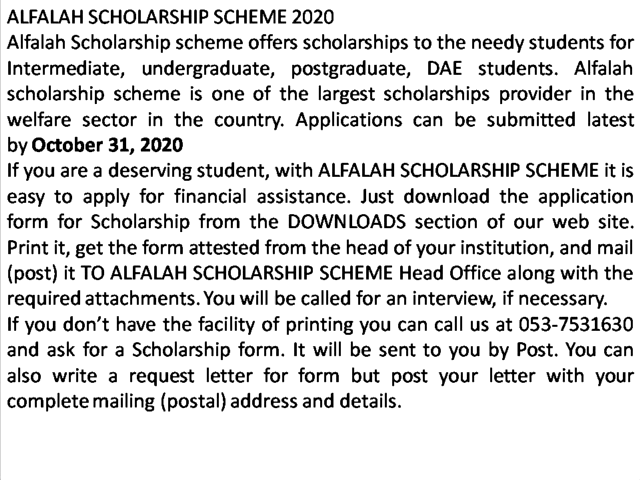 ALFALAH SCHOLARSHIP SCHEME 2020
Alfalah Scholarship scheme offers scholarships to the needy students for
Intermediate, undergraduate, postgraduate, DAE students. Alfalah
scholarship scheme is one of the largest scholarships provider in the
welfare sector in the country. Applications can be submitted latest
by October 31, 2020
If you are a deserving student, with ALFALAH SCHOLARSHIP SCHEME it is
easy to apply for financial assistance. Just download the application
form for Scholarship from the DOWNLOADS section of our web site.
Print it, get the form attested from the head of your institution, and mail
(post) it TO ALFALAH SCHOLARSHIP SCHEME Head Office along with the
required attachments. You will be called for an interview, if necessary.
If you don't have the facility of printing you can call us at 053-7531630
and ask for a Scholarship form. It will be sent to you by Post. You can
also write a request letter for form but post your letter with your
complete mailing (postal) address and details.